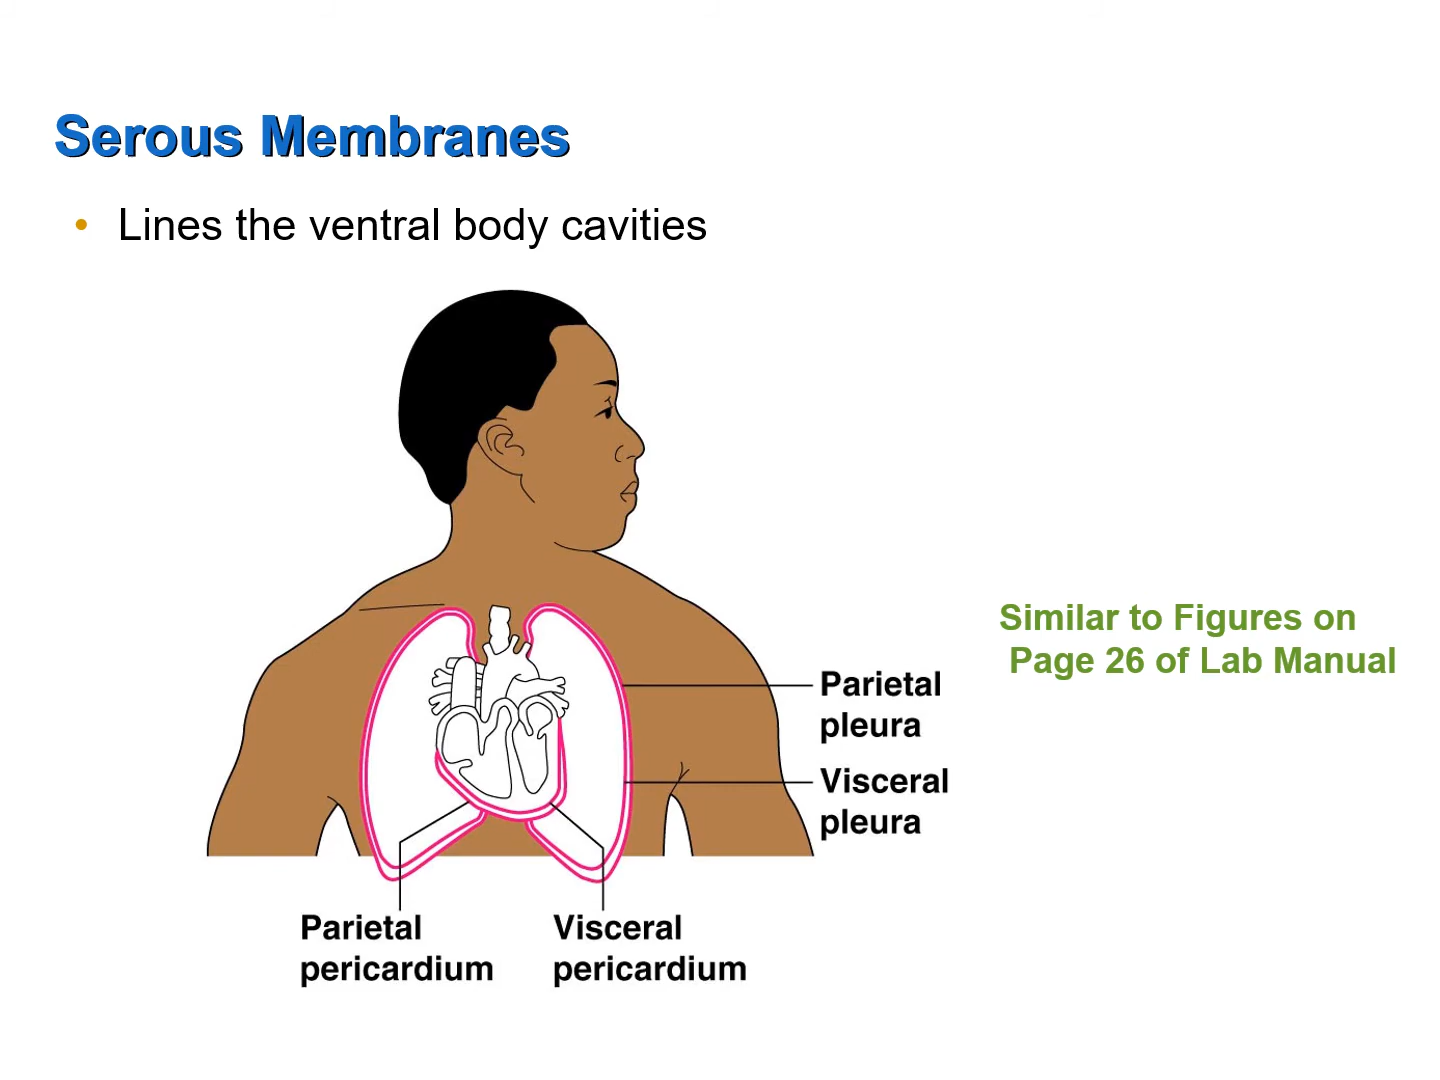 Serous Membranes
• Lines the ventral body cavities
Similar to Figures on
Page 26 of Lab Manual
Parietal
pleura
Visceral
pleura
Parietal
pericardium
Visceral
pericardium